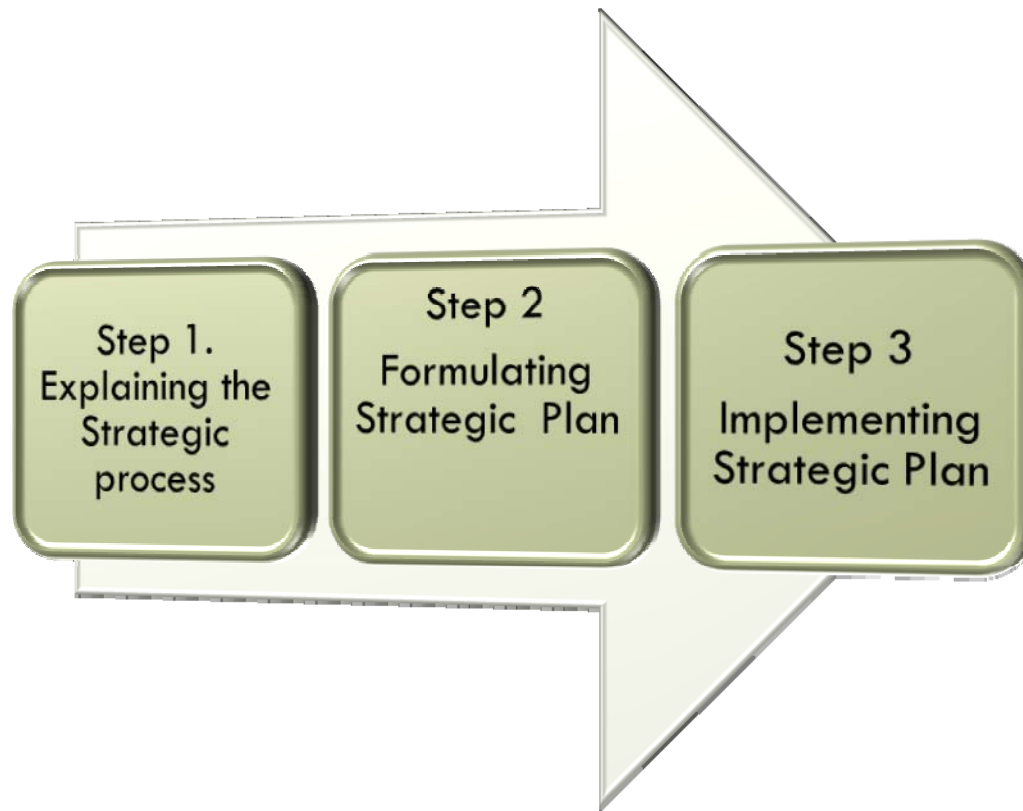 Step 1.
Explaining the
Strategic
process
Step 2
Formulating
Strategic Plan
Step 3
Implementing
Strategic Plan